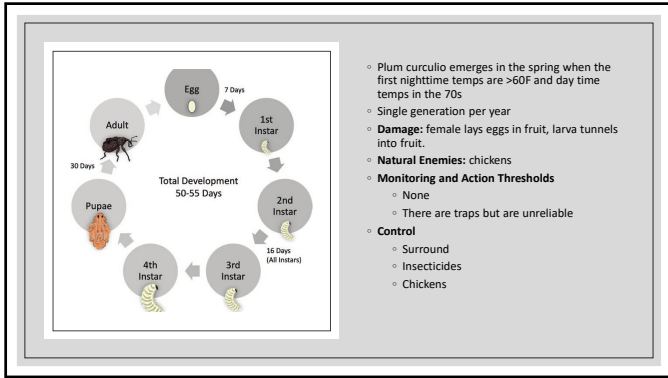 Egg
7 Days
1st
Instar
2nd
Instar
16 Days
(All Instars)
3rd
Instar
4th
Instar
Pupae
30 Days
Adult
Total Development
50-55 Days
◦ Plum curculio emerges in the spring when the
first nighttime temps are >60F and day time
temps in the 70s
◦ Single generation per year
◦ Damage: female lays eggs in fruit, larva tunnels
into fruit.
◦ Natural Enemies: chickens
◦ Monitoring and Action Thresholds
◦ None
◦ There are traps but are unreliable
◦ Control
◦ Surround
◦ Insecticides
◦ Chickens